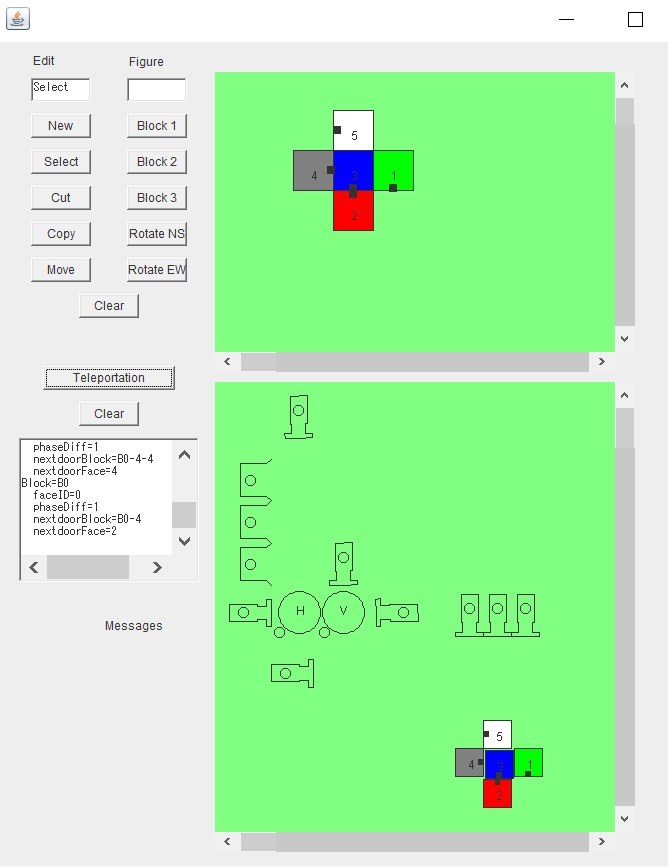 Edit
Figure
Select
New
Block 1
Select
Block 2
Cut
Block 3
Copy
Rotate NS
Move
Rotate EW
Clear
Teleportation
Clear
phaseDiff=1
nextdoorBlock=B0-4-4
nextdoorFace=4
Block=B0
faceID=0
phaseDiff=1
nextdoorBlock=B0-4
nextdoorFace=2
Messages
5
4 3 1
2
H V
5
4 3 1
2